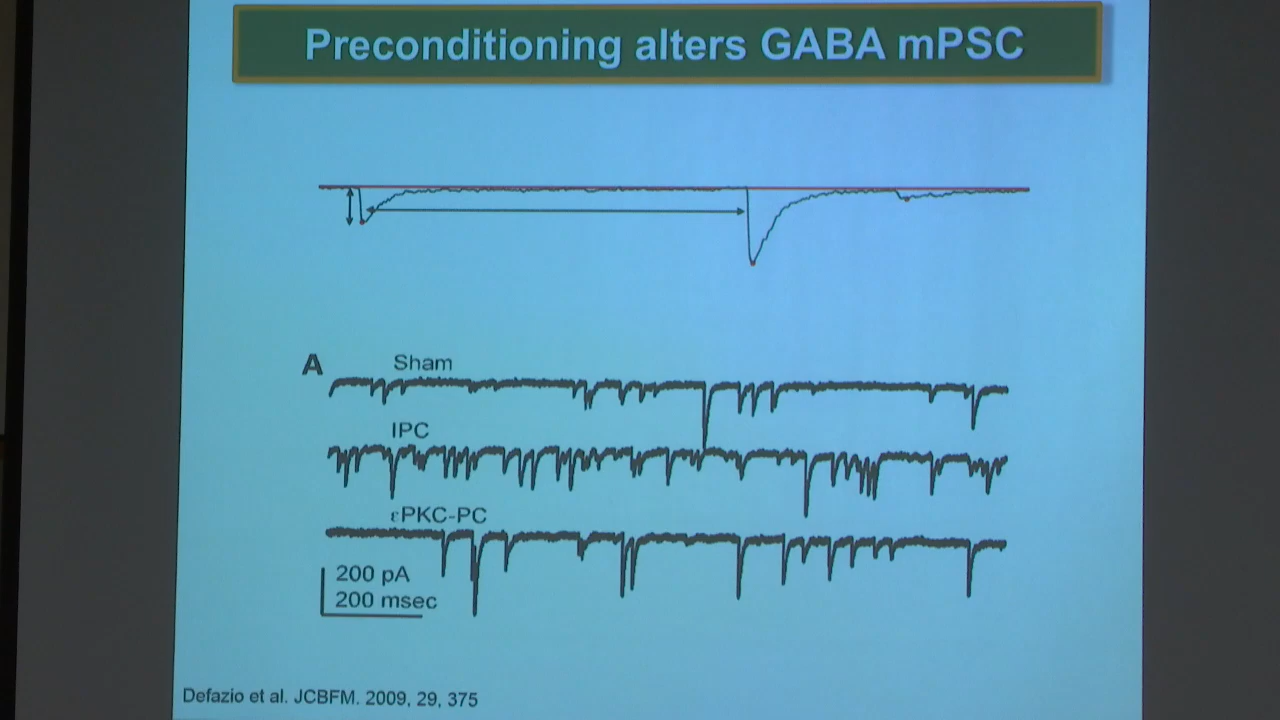 Preconditioning alters GABA mPSC
A
Sham
IPC
εPKC-PC
200 pA
200 msec
Defazio et al. JCBFM. 2009, 29, 375